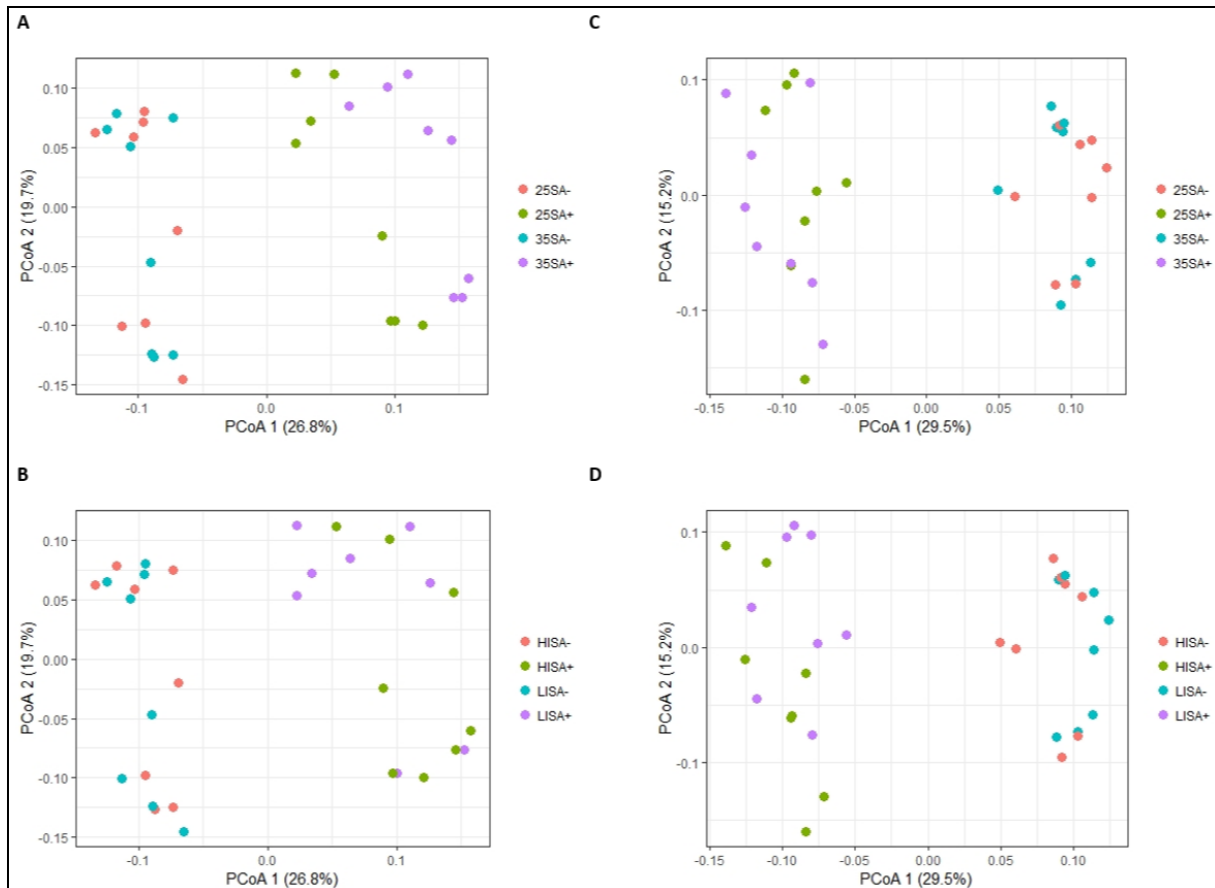 A
0.10
0.05
0.00
-0.05
-0.10
-0.15
PCoA 2 (19.7%)
-0.1
0.0
0.1
PCoA 1 (26.8%)
25SA-
25SA+
35SA-
35SA+
C
0.1
0.0
-0.1
PCoA 2 (15.2%)
-0.15
-0.10
-0.05
0.00
0.05
0.10
PCoA 1 (29.5%)
25SA-
25SA+
35SA-
35SA+
B
0.10
0.05
0.00
-0.05
-0.10
-0.15
PCoA 2 (19.7%)
-0.1
0.0
0.1
PCoA 1 (26.8%)
HISA-
HISA+
LISA-
LISA+
D
0.1
0.0
-0.1
PCoA 2 (15.2%)
-0.15
-0.10
-0.05
0.00
0.05
0.10
PCoA 1 (29.5%)
HISA-
HISA+
LISA-
LISA+